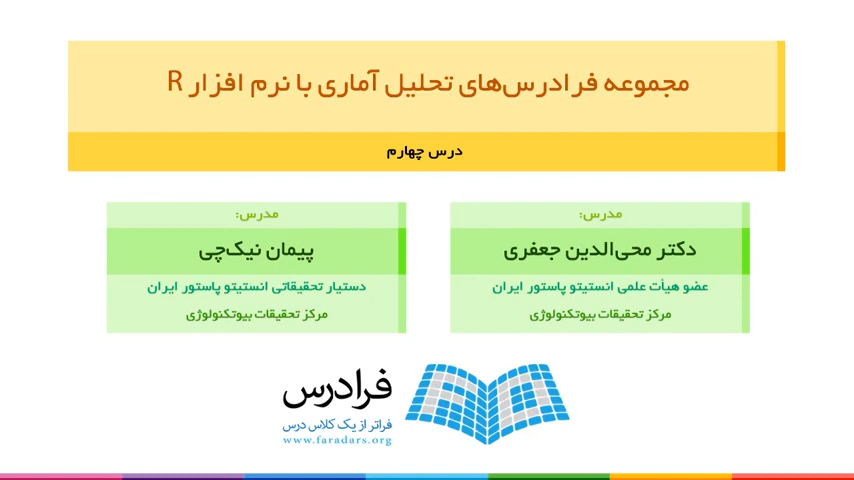 مجموعه فرادرس‌های تحلیل آماری با نرم افزار R
درس چهارم
مدرس:
دکتر محی‌الدین جعفری
عضو هیأت علمی انستیتو پاستور ایران
مرکز تحقیقات بیوتکنولوژی
مدرس:
پیمان نیک‌چی
دستیار تحقیقاتی انستیتو پاستور ایران
مرکز تحقیقات بیوتکنولوژی
فرادرس
فراتر از یک کلاس درس
www.faradars.org